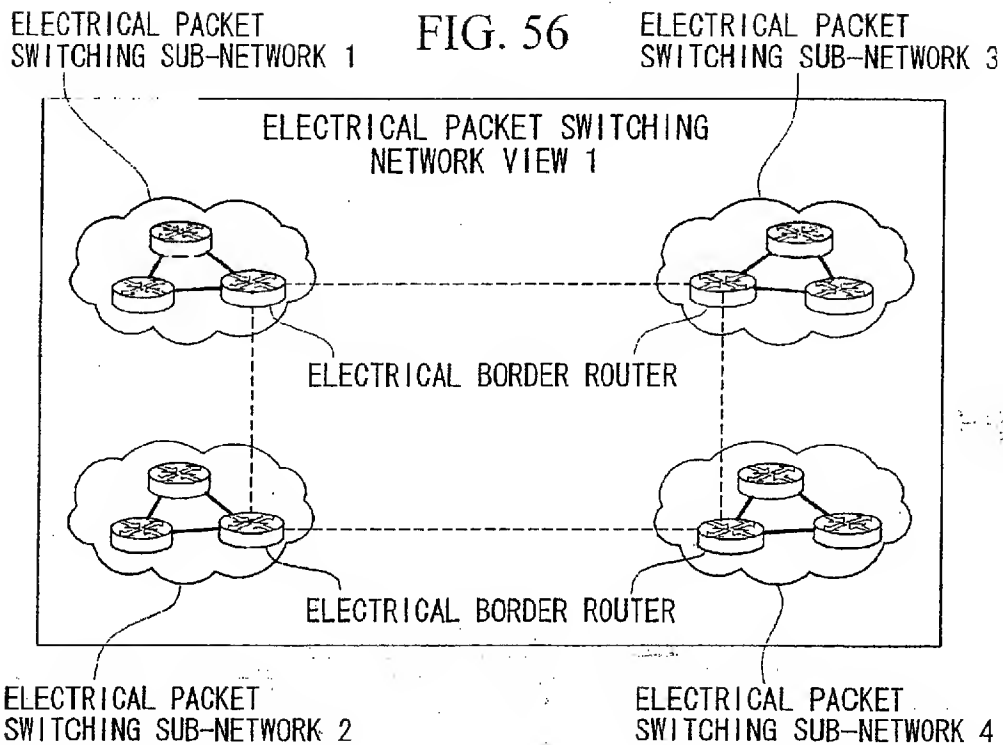 FIG. 56
ELECTRICAL PACKET
SWITCHING SUB-NETWORK 1
ELECTRICAL PACKET
SWITCHING SUB-NETWORK 3
ELECTRICAL PACKET SWITCHING
NETWORK VIEW 1
ELECTRICAL BORDER ROUTER
ELECTRICAL BORDER ROUTER
ELECTRICAL PACKET
SWITCHING SUB-NETWORK 2
ELECTRICAL PACKET
SWITCHING SUB-NETWORK 4